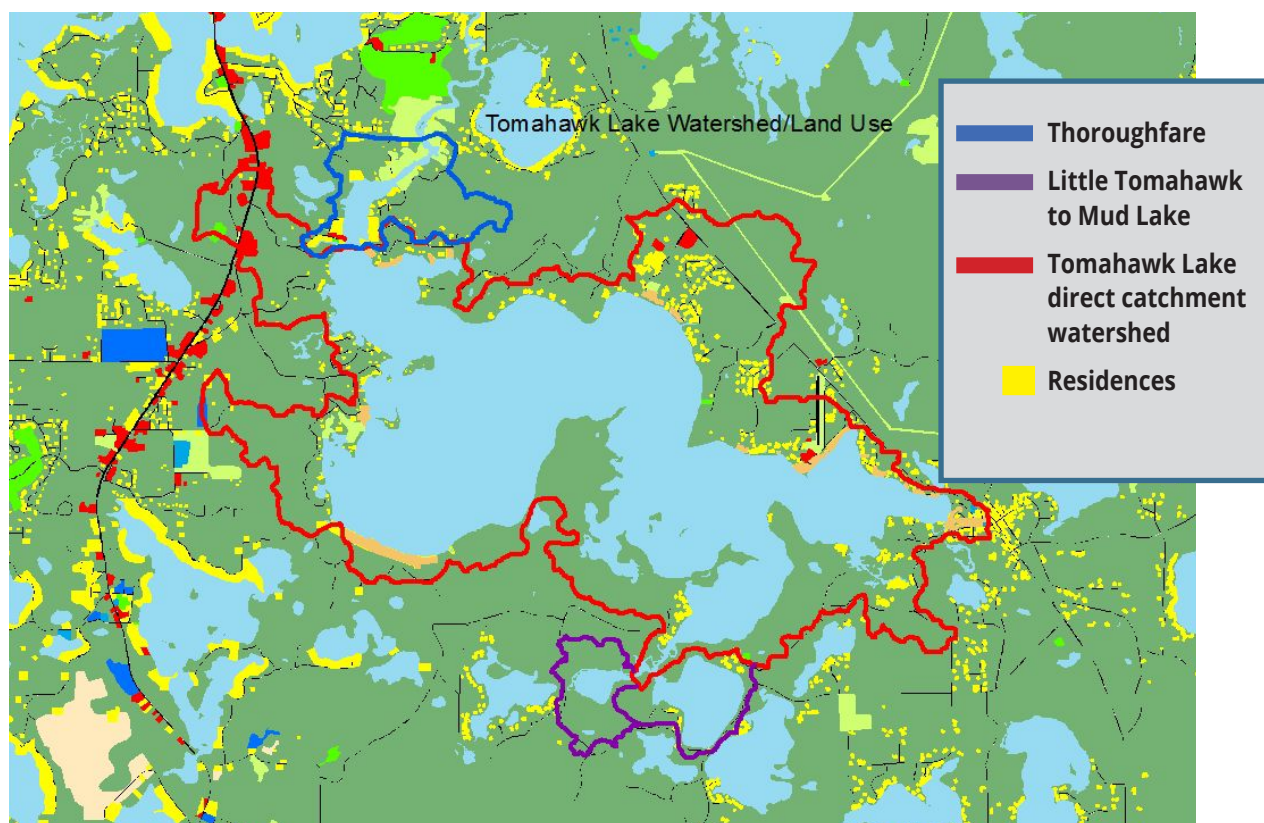 Tomahawk Lake Watershed/Land Use
Thoroughfare
Little Tomahawk
to Mud Lake
Tomahawk Lake
direct catchment
watershed
Residences